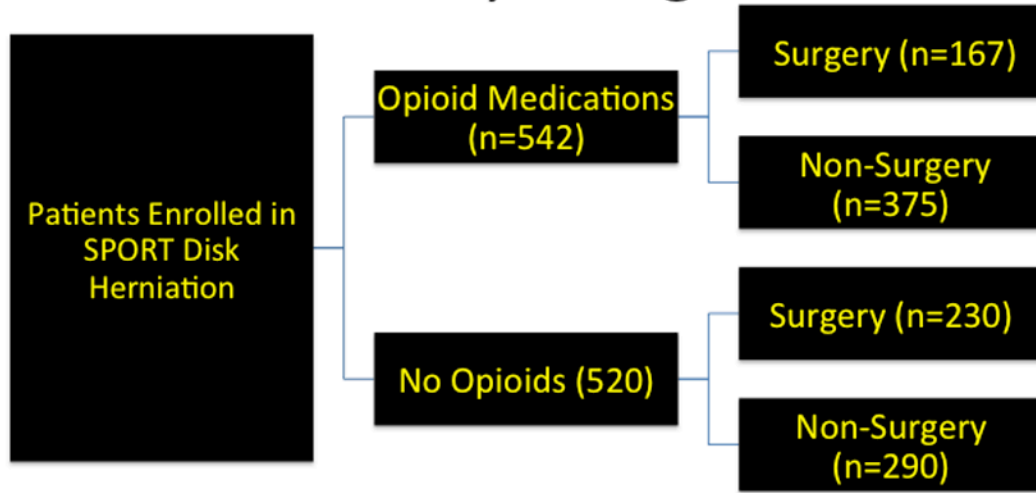 Patients Enrolled in
SPORT Disk
Herniation
Opioid Medications
(n=542)
Surgery (n=167)
Non-Surgery
(n=375)
No Opioids (520)
Surgery (n=230)
Non-Surgery
(n=290)